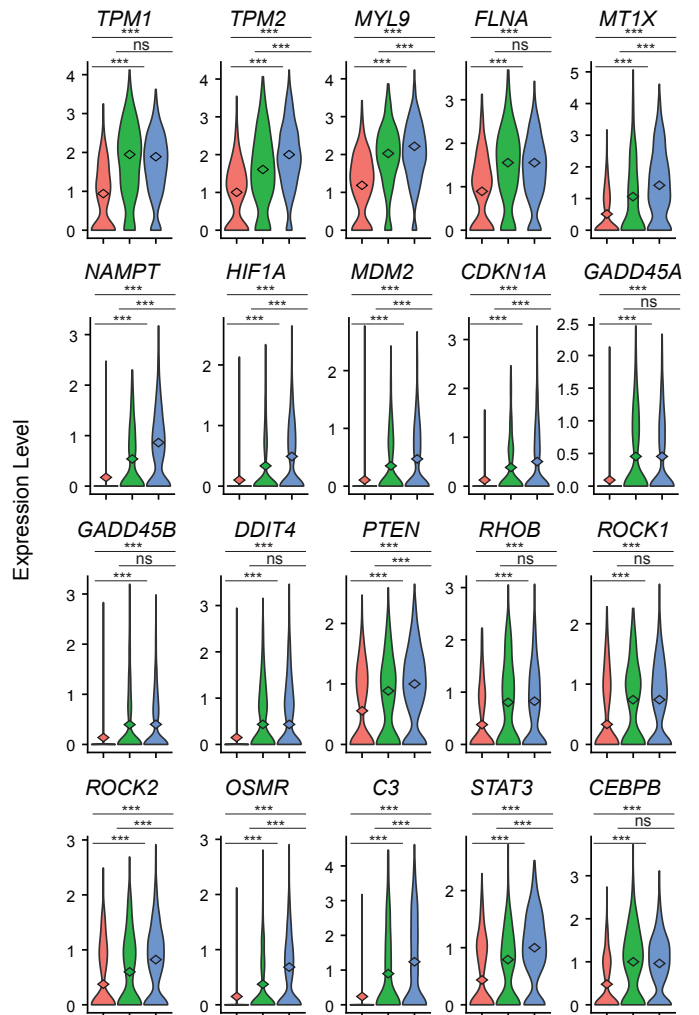 TPM1 TPM2 MYL9 FLNA MT1X
*** *** *** *** ***
ns *** *** ns ***
*** *** *** *** ***
4 4 4 3 5
3 3 3 2 4
2 2 2 1 3
1 1 1 0 2
0 0 0 1
0
NAMPT HIF1A MDM2 CDKN1A GADD45A
*** *** *** *** ***
*** *** *** *** ns
*** *** *** *** ***
3 2 2 3 2.5
2 1 1 2 2.0
1 0 0 1 1.5
0 0 1.0
0.5
0.0
Expression Level
GADD45B DDIT4 PTEN RHOB ROCK1
*** *** *** *** ***
ns ns *** ns ns
*** *** *** *** ***
3 3 2 3 2
2 2 1 2 1
1 1 0 1 0
0 0 0
ROCK2 OSMR C3 STAT3 CEBPB
*** *** *** *** ***
*** *** *** *** ns
*** *** *** *** ***
3 3 4 2 3
2 2 3 1 2
1 1 2 0 1
0 0 1 0
0